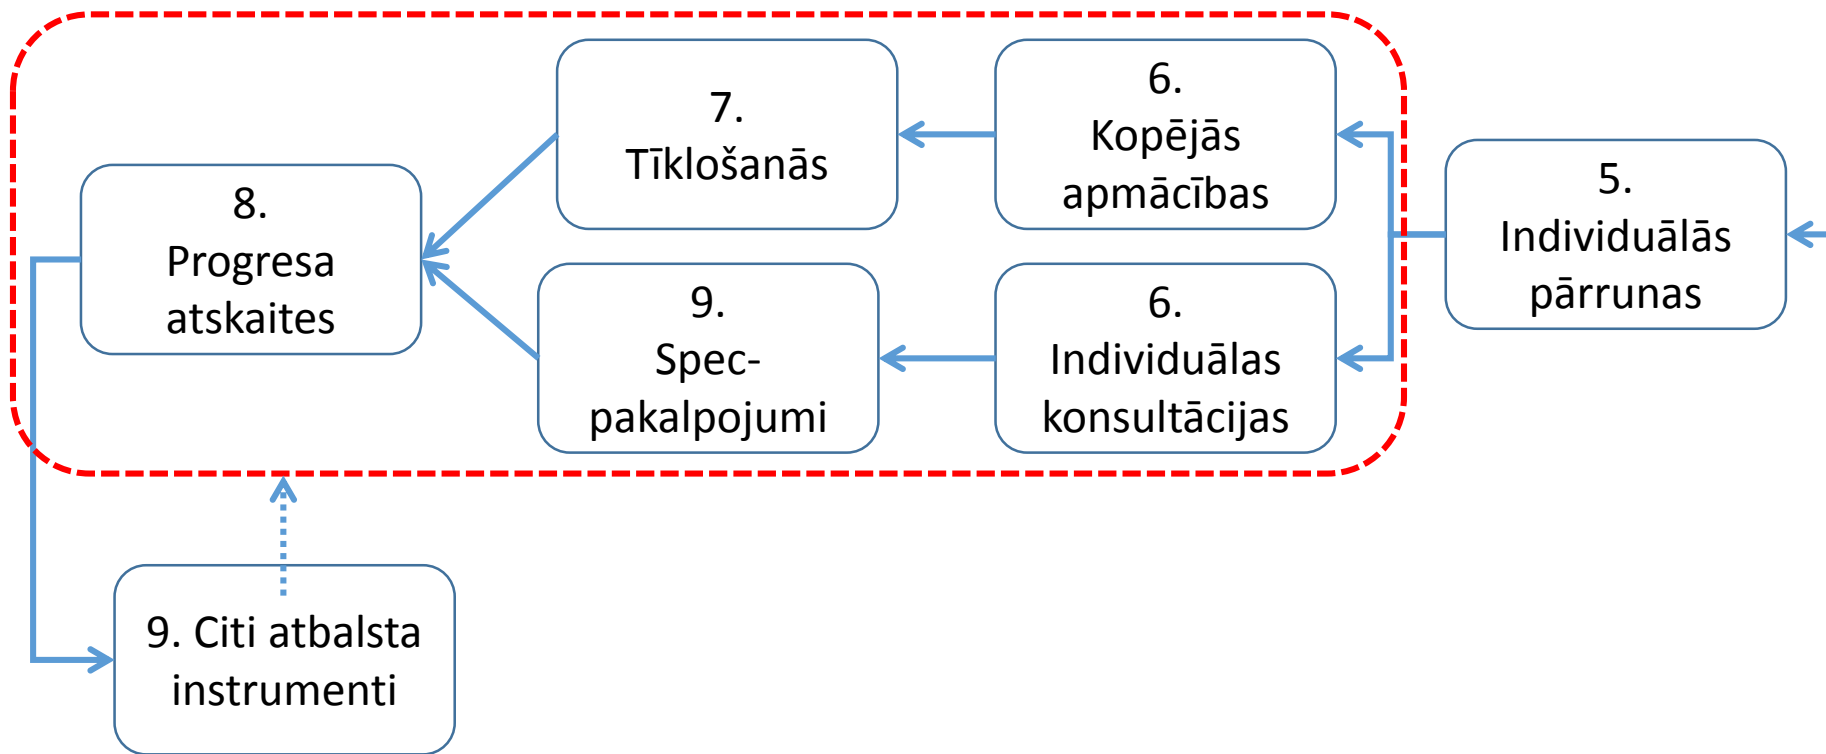 7.
Tīklošanās
6.
Kopējās
apmācības
8.
Progresa
atskaites
5.
Individuālās
pārrunas
9.
Spec-
pakalpojumi
6.
Individuālas
konsultācijas
9. Citi atbalsta
instrumenti